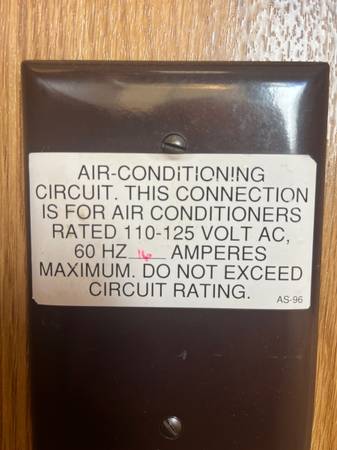 AIR-CONDITIONING
CIRCUIT. THIS CONNECTION
IS FOR AIR CONDITIONERS
RATED 110-125 VOLT AC,
60 HZ 16 AMPERES
MAXIMUM. DO NOT EXCEED
CIRCUIT RATING.
AS-96